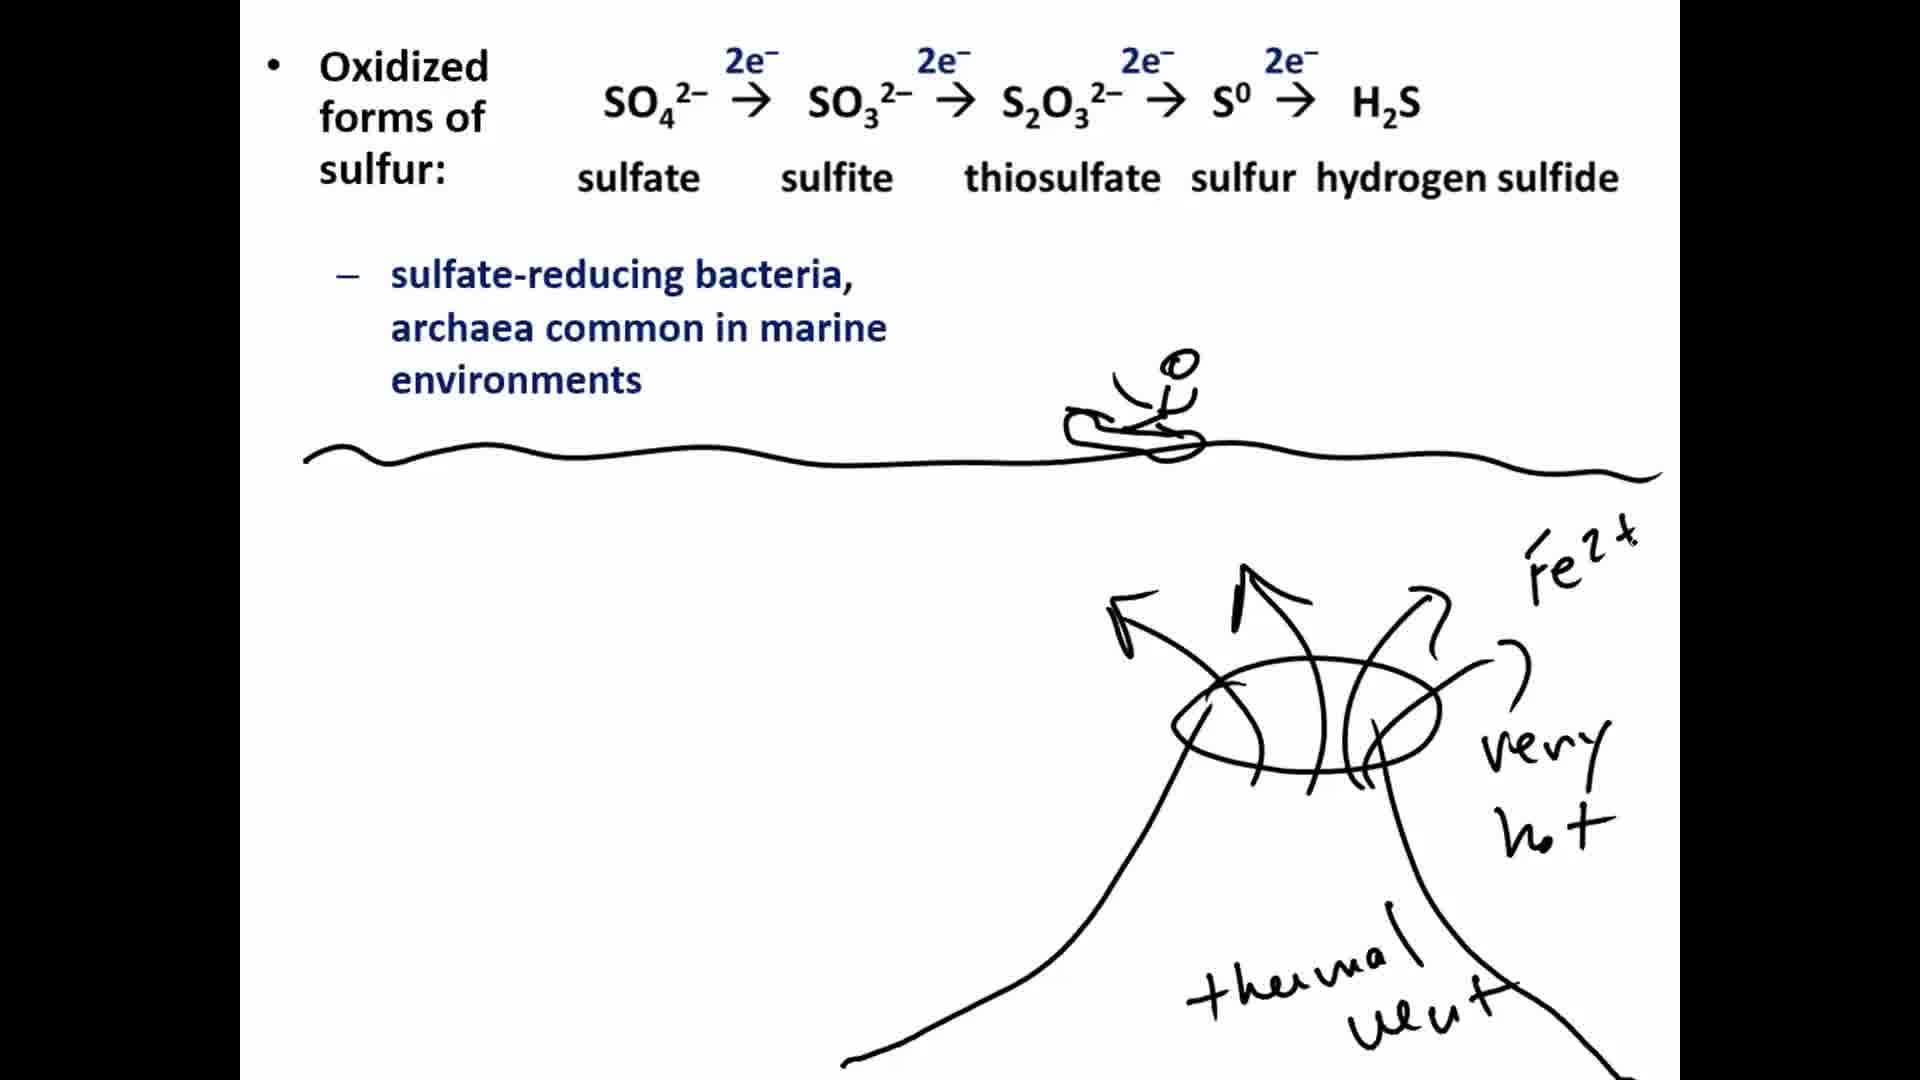 • Oxidized forms of sulfur:
2e⁻ 2e⁻ 2e⁻ 2e⁻
SO₄²⁻ → SO₃²⁻ → S₂O₃²⁻ → S⁰ → H₂S
sulfate sulfite thiosulfate sulfur hydrogen sulfide
– sulfate-reducing bacteria,
archaea common in marine
environments
Fe²⁺
very
hot
thermal
vent